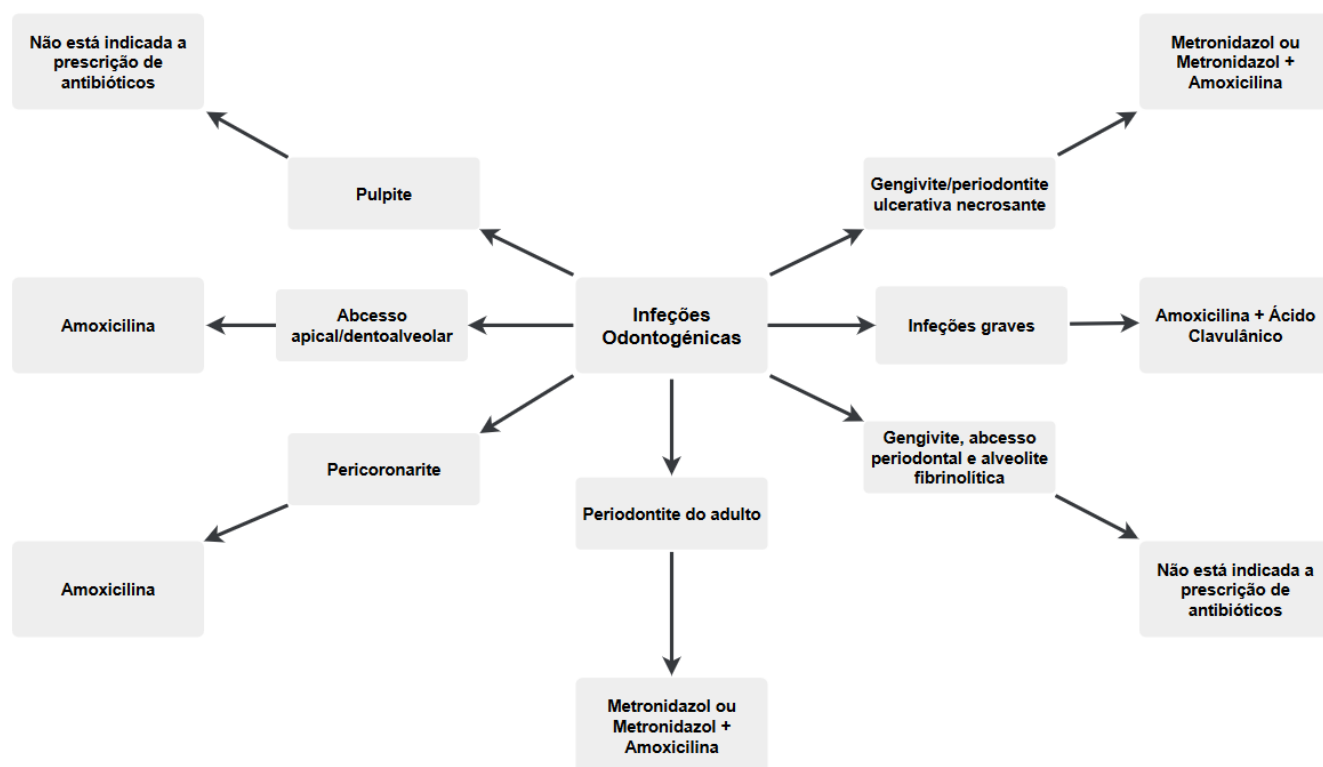 Não está indicada a
prescrição de
antibióticos
Metronidazol ou
Metronidazol +
Amoxicilina
Pulpite
Gengivite/periodontite
ulcerativa necrosante
Amoxicilina
Abcesso
apical/dentoalveolar
Infeções
Odontogénicas
Infeções graves
Amoxicilina + Ácido
Clavulânico
Pericoronarite
Gengivite, abcesso
periodontal e alveolite
fibrinolítica
Periodontite do adulto
Amoxicilina
Não está indicada a
prescrição de
antibióticos
Metronidazol ou
Metronidazol +
Amoxicilina